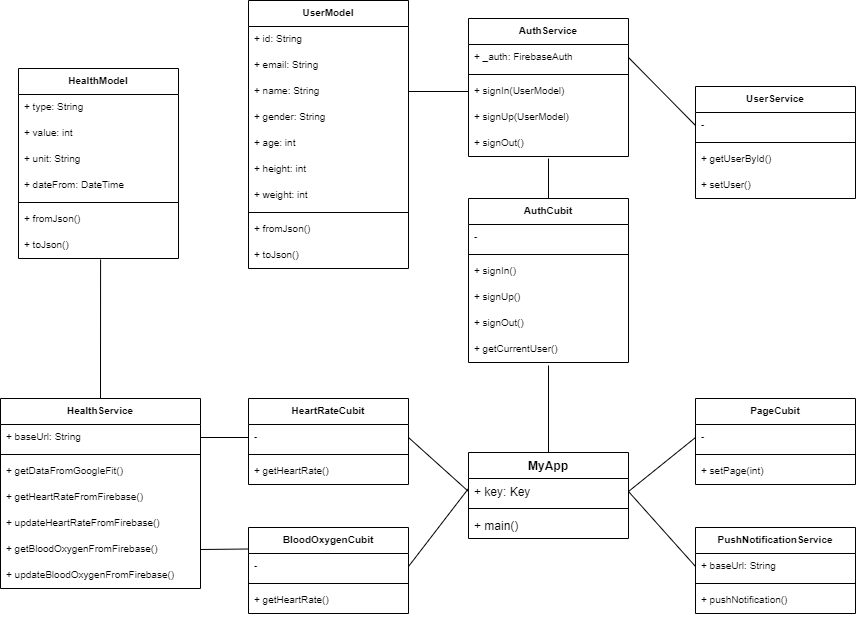 UserModel
+ id: String
+ email: String
+ name: String
+ gender: String
+ age: int
+ height: int
+ weight: int
+ fromJson()
+ toJson()
AuthService
+ _auth: FirebaseAuth
+ signIn(UserModel)
+ signUp(UserModel)
+ signOut()
HealthModel
+ type: String
+ value: int
+ unit: String
+ dateFrom: DateTime
+ fromJson()
+ toJson()
UserService
-
+ getUserById()
+ setUser()
AuthCubit
-
+ signIn()
+ signUp()
+ signOut()
+ getCurrentUser()
HealthService
+ baseUrl: String
+ getDataFromGoogleFit()
+ getHeartRateFromFirebase()
+ updateHeartRateFromFirebase()
+ getBloodOxygenFromFirebase()
+ updateBloodOxygenFromFirebase()
HeartRateCubit
-
+ getHeartRate()
PageCubit
-
+ setPage(int)
MyApp
+ key: Key
+ main()
BloodOxygenCubit
-
+ getHeartRate()
PushNotificationService
+ baseUrl: String
+ pushNotification()